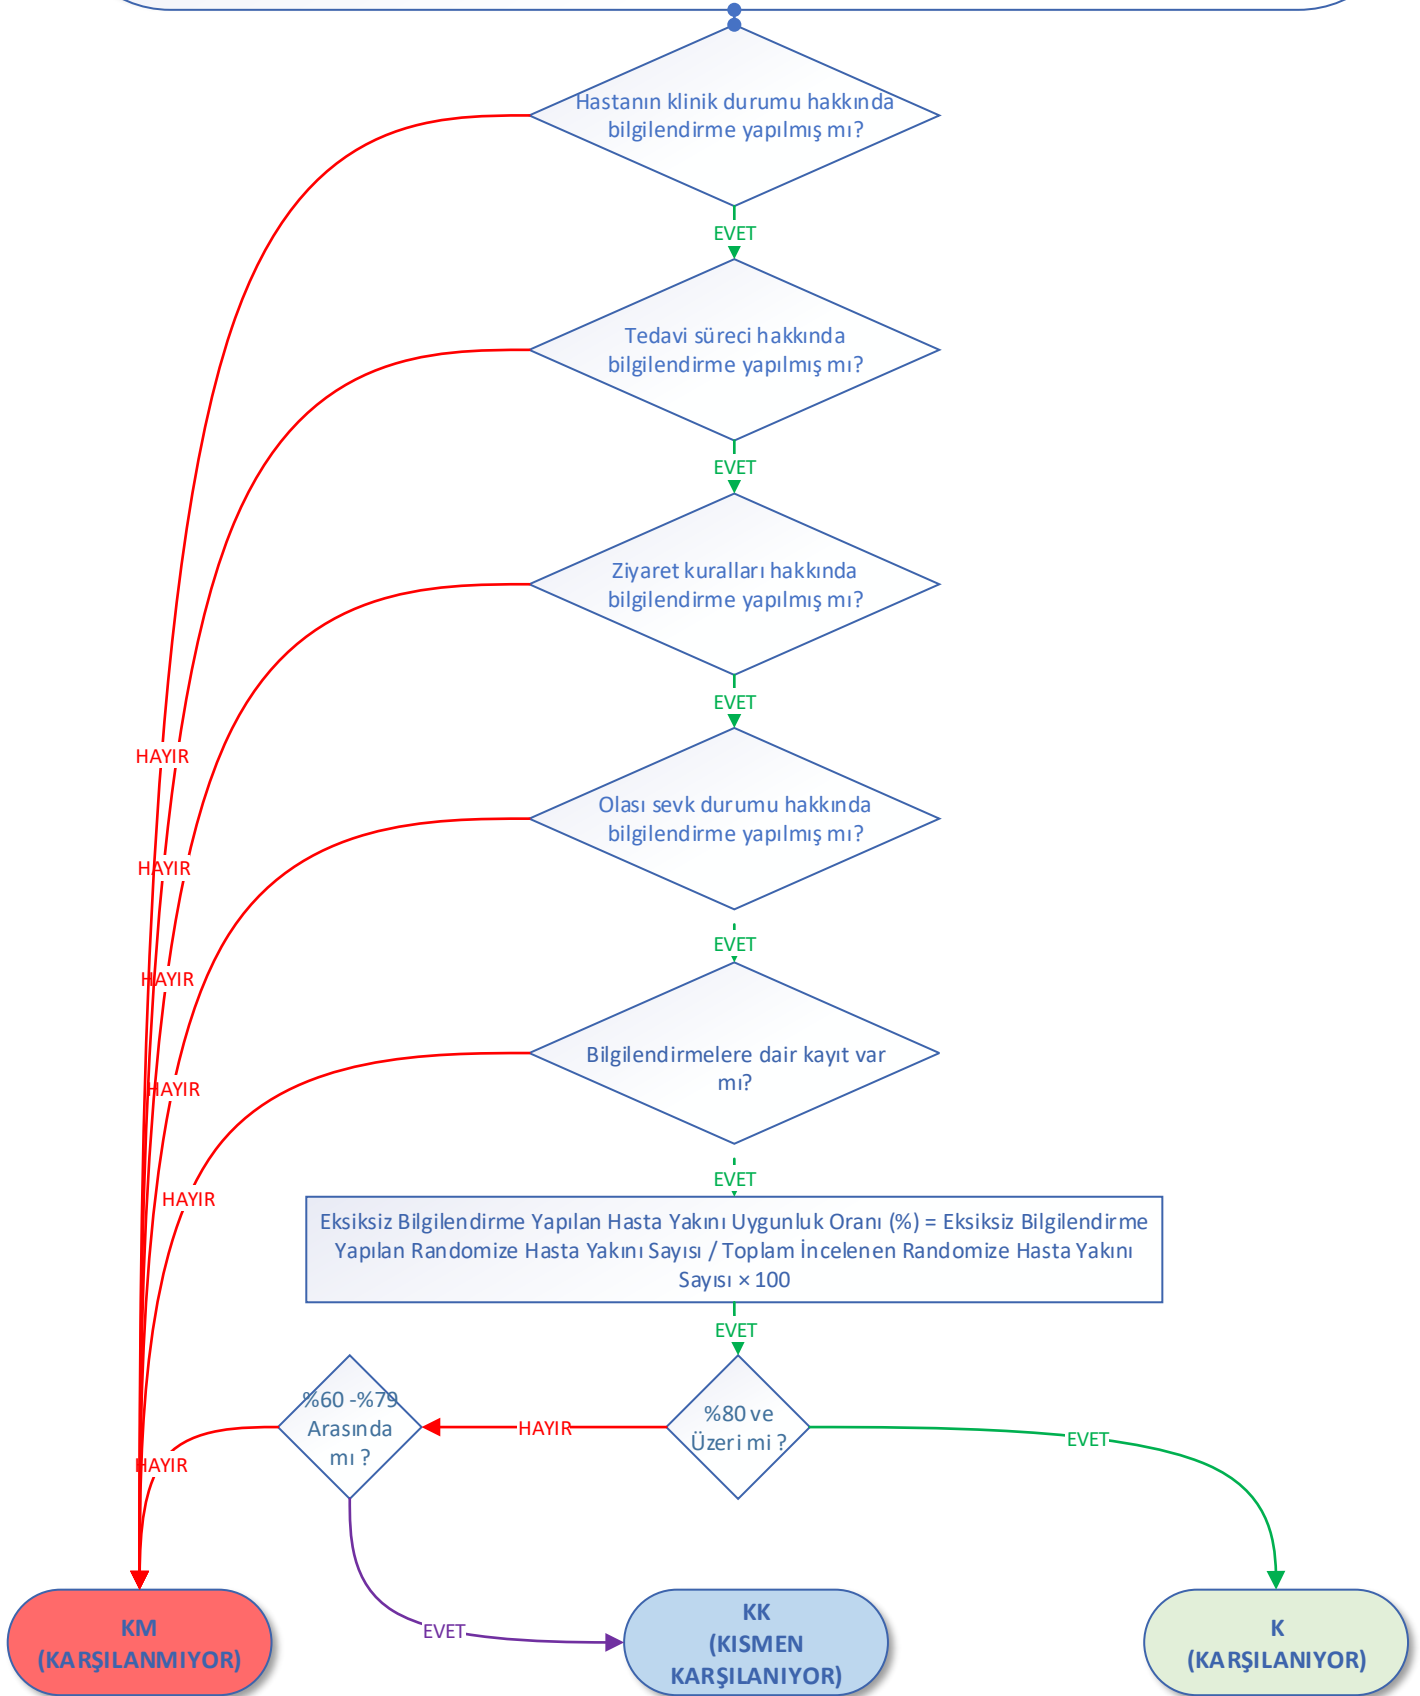 Hastanın klinik durumu hakkında
bilgilendirme yapılmış mı?
EVET
Tedavi süreci hakkında
bilgilendirme yapılmış mı?
EVET
Ziyaret kuralları hakkında
bilgilendirme yapılmış mı?
EVET
HAYIR
Olası sevk durumu hakkında
bilgilendirme yapılmış mı?
HAYIR
EVET
HAYIR
Bilgilendirmelere dair kayıt var
mı?
HAYIR
EVET
HAYIR
Eksiksiz Bilgilendirme Yapılan Hasta Yakını Uygunluk Oranı (%) = Eksiksiz Bilgilendirme
Yapılan Randomize Hasta Yakını Sayısı / Toplam İncelenen Randomize Hasta Yakını
Sayısı × 100
EVET
%60 -%79
Arasında
mı ?
HAYIR
%80 ve
Üzeri mi ?
EVET
HAYIR
EVET
KM
(KARŞILANMIYOR)
KK
(KISMEN
KARŞILANIYOR)
K
(KARŞILANIYOR)